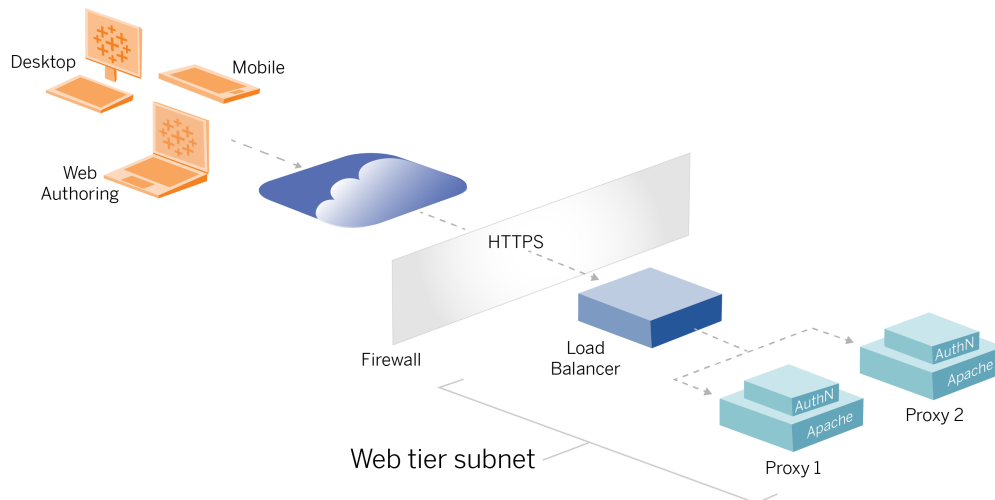 Desktop
Mobile
Web
Authoring
HTTPS
Firewall
Load
Balancer
AuthN
Apache
Proxy 2
AuthN
Apache
Proxy 1
Web tier subnet